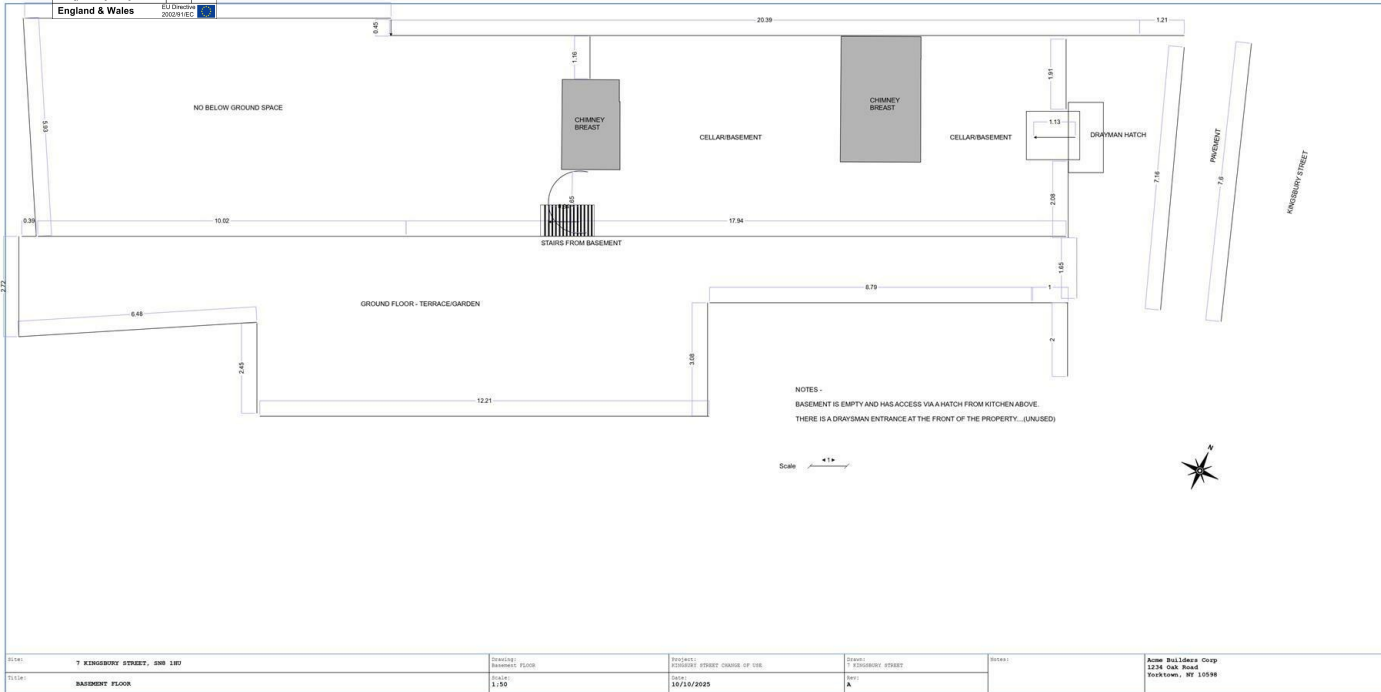 England & Wales
EU Directive
2002/91/EC
0.45
20.39
1.21
1.16
1.91
NO BELOW GROUND SPACE
CHIMNEY
BREAST
CHIMNEY
BREAST
5.93
1.13
CELLAR/BASEMENT
CELLAR/BASEMENT
DRAYMAN HATCH
PAVEMENT
7.16
7.6
KINGSBURY STREET
2.08
0.39
10.02
17.94
STAIRS FROM BASEMENT
1.65
2.72
GROUND FLOOR - TERRACE/GARDEN
8.79
1
6.48
2.45
3.08
2
12.21
NOTES -
BASEMENT IS EMPTY AND HAS ACCESS VIA A HATCH FROM KITCHEN ABOVE.
THERE IS A DRAYSMAN ENTRANCE AT THE FRONT OF THE PROPERTY....(UNUSED)
N
Scale
1
Site:
7 KINGSBURY STREET, SN8 1HU
Drawing:
Basement FLOOR
Project:
KINGSBURY STREET CHANGE OF USE
Drawn:
7 KINGSBURY STREET
Notes:
Acme Builders Corp
1234 Oak Road
Yorktown, NY 10598
Title:
BASEMENT FLOOR
Scale:
1:50
Date:
10/10/2025
Rev:
A